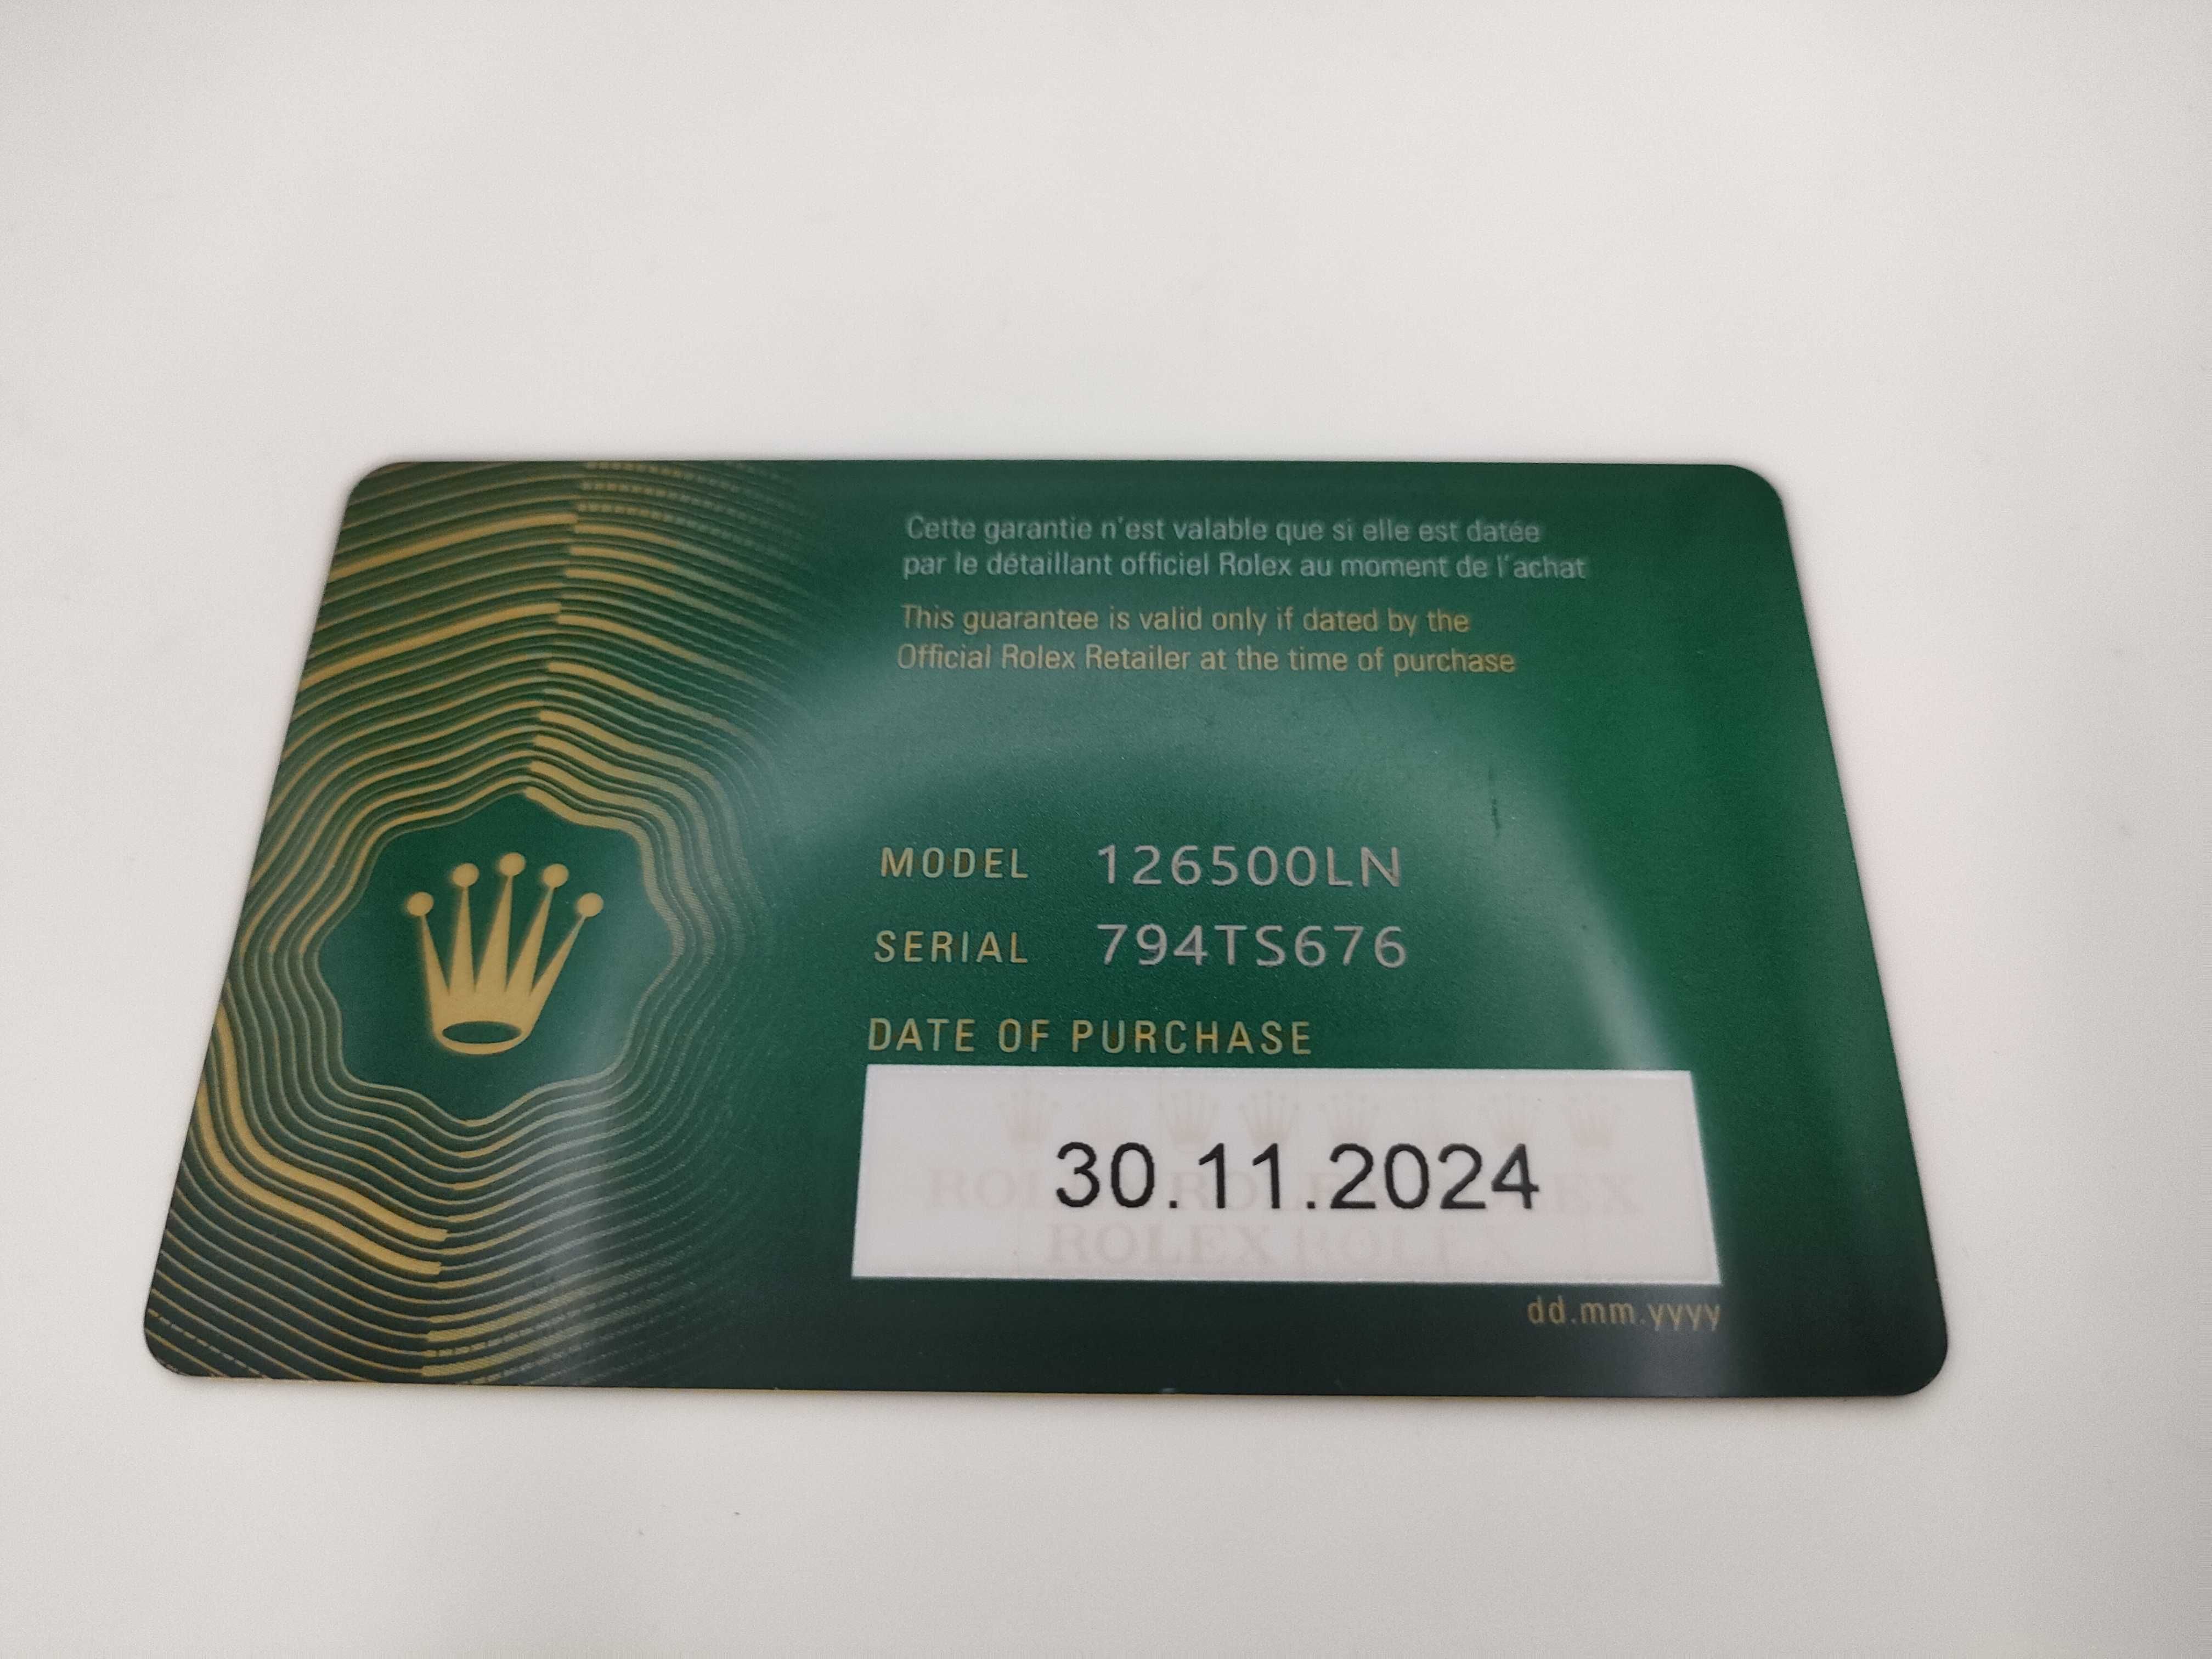 Cette garantie n'est valable que si elle est datée
par le détaillant officiel Rolex au moment de l'achat
This guarantee is valid only if dated by the
Official Rolex Retailer at the time of purchase
MODEL 126500LN
SERIAL 794TS676
DATE OF PURCHASE
30.11.2024
ROLEX ROLEX
dd.mm.yyyy